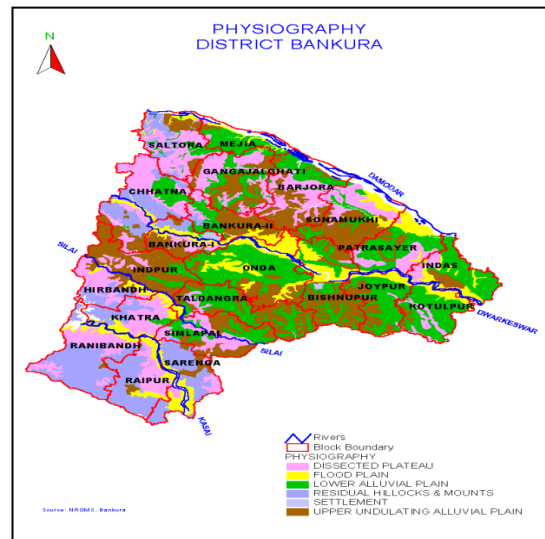 PHYSIOGRAPHY
DISTRICT BANKURA
N
SALTORA
MEJIA
GANGAJALGHATI
DAMODAR
CHHATNA
BARJORA
SONAMUKHI
BANKURA-II
BANKURA-I
PATRASAYER
SILAI
INDAS
INDPUR
ONDA
JOYPUR
HIRBANDH
TALDANGRA
BISHNUPUR
KOTULPUR
DWARKESWAR
KHATRA
SIMLAPAL
RANIBANDH
SILAI
SARENGA
RAIPUR
KASAI
Rivers
Block Boundary
PHYSIOGRAPHY
DISSECTED PLATEAU
FLOOD PLAIN
LOWER ALLUVIAL PLAIN
RESIDUAL HILLOCKS & MOUNTS
SETTLEMENT
UPPER UNDULATING ALLUVIAL PLAIN
Source: NRDMS, Bankura